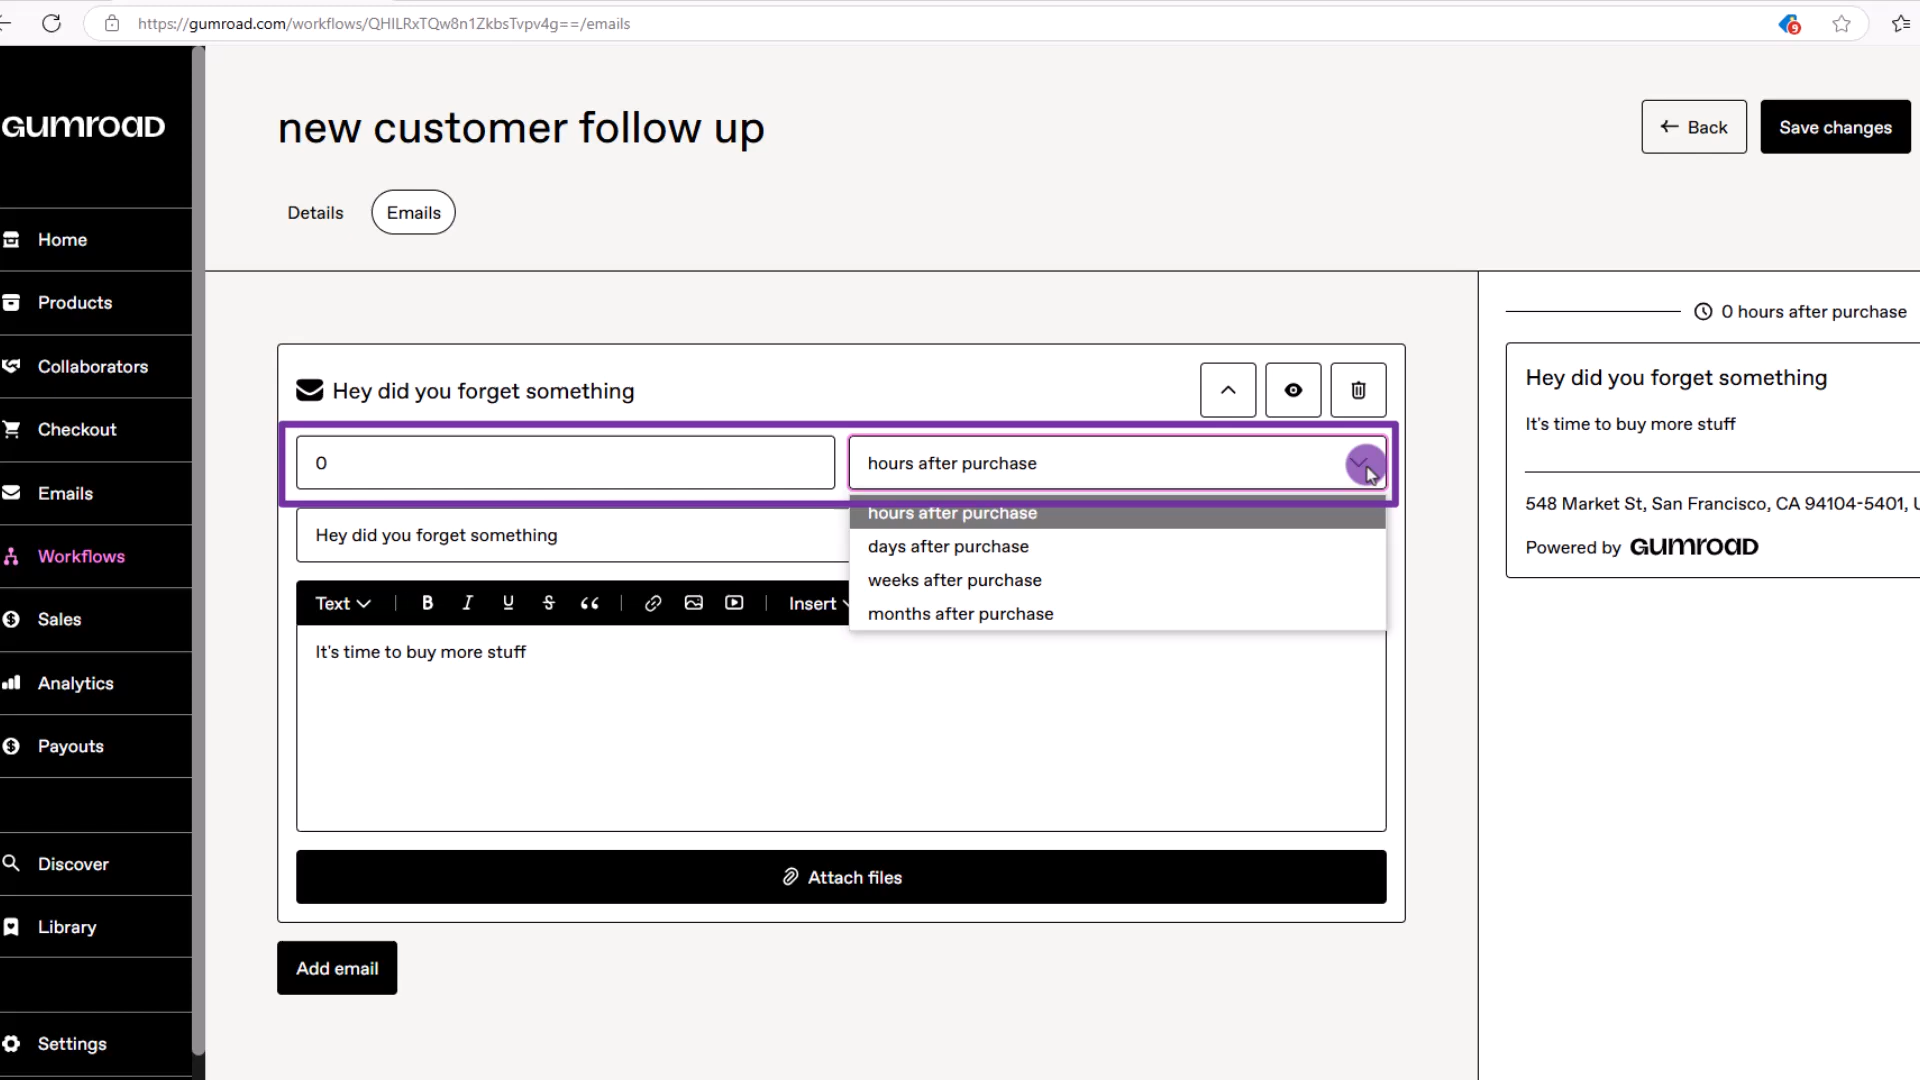 https://gumroad.com/workflows/QHILRxTQw8n1ZkbsTvpv4g==/emails
9
GUMROAD
Home
Products
Collaborators
Checkout
Emails
Workflows
Sales
Analytics
Payouts
Discover
Library
Settings
new customer follow up
Back
Save changes
Details
Emails
Hey did you forget something
0
hours after purchase
hours after purchase
days after purchase
weeks after purchase
months after purchase
Hey did you forget something
Text
B I U S
Insert
It's time to buy more stuff
Attach files
Add email
0 hours after purchase
Hey did you forget something
It's time to buy more stuff
548 Market St, San Francisco, CA 94104-5401, U
Powered by GUMROAD